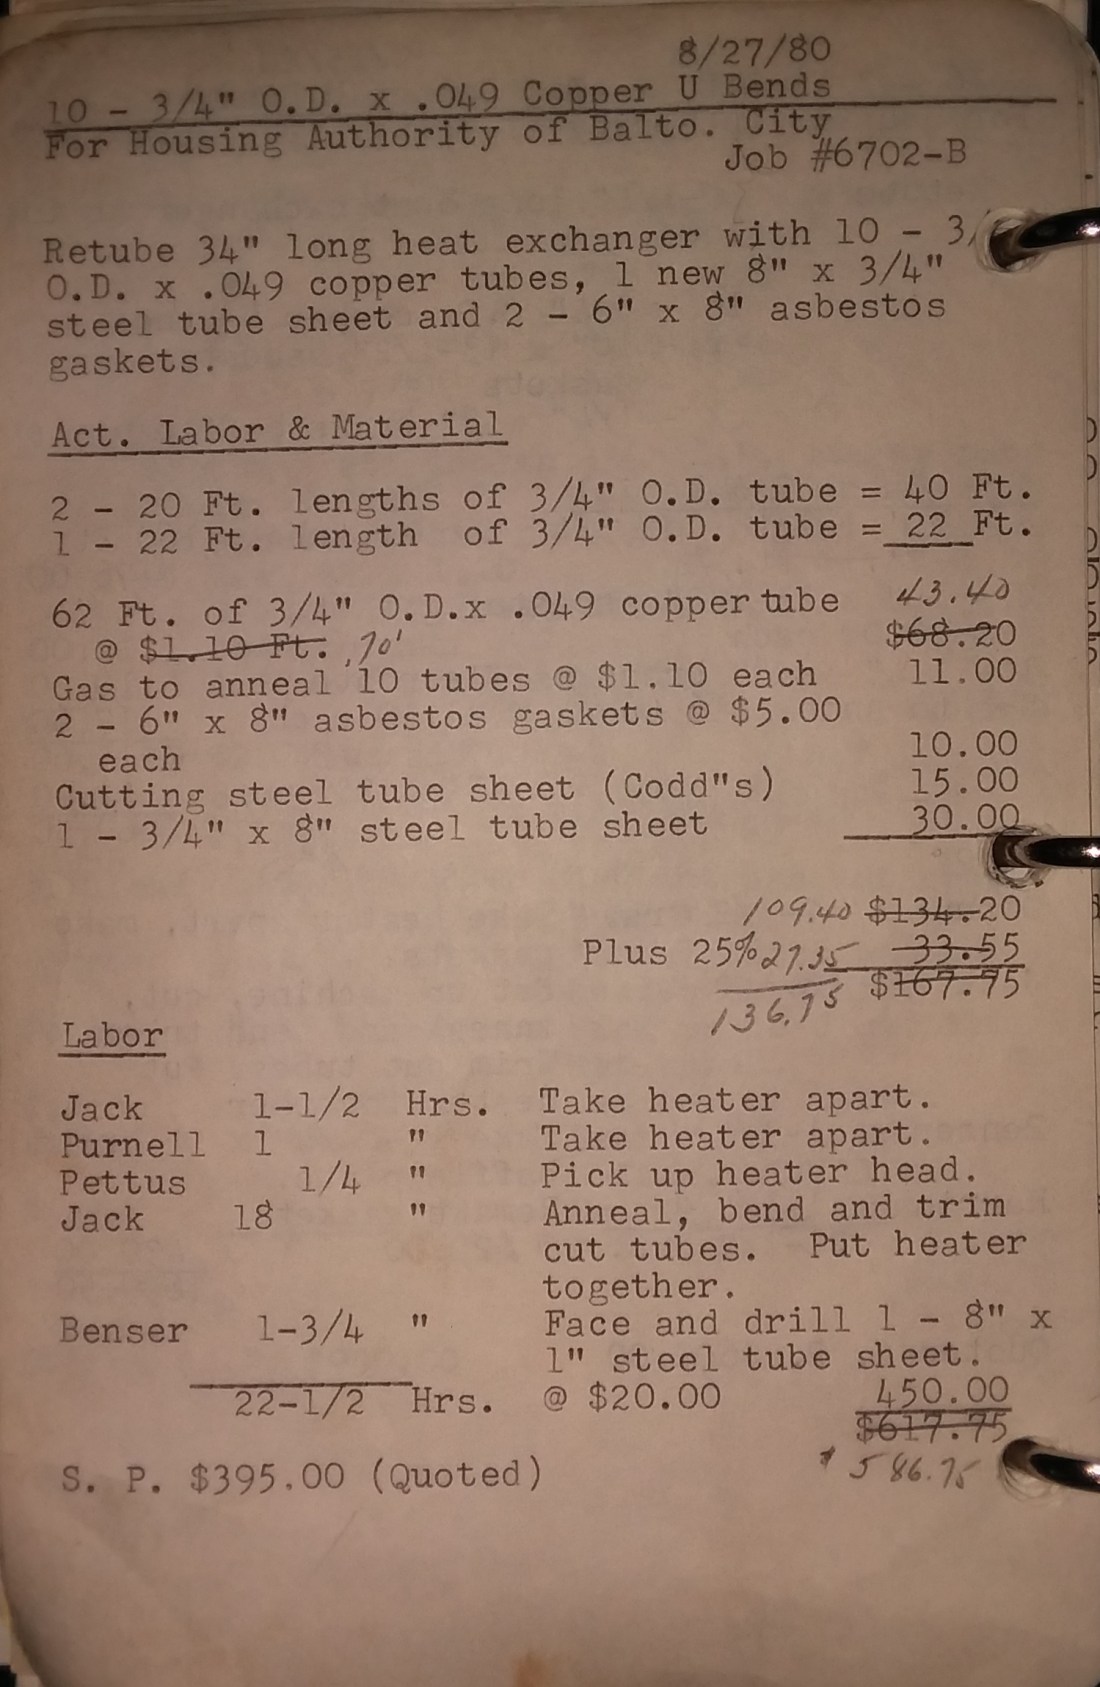 8/27/80
10 - 3/4" O.D. x .049 Copper U Bends
For Housing Authority of Balto. City
Job #6702-B
Retube 34" long heat exchanger with 10 - 3/
O.D. x .049 copper tubes, 1 new 8" x 3/4"
steel tube sheet and 2 - 6" x 8" asbestos
gaskets.
Act. Labor & Material
2 - 20 Ft. lengths of 3/4" O.D. tube = 40 Ft.
1 - 22 Ft. length of 3/4" O.D. tube = 22 Ft.
62 Ft. of 3/4" O.D.x .049 copper tube 43.40
@ $1.10 Ft. .70' $68.20
Gas to anneal 10 tubes @ $1.10 each 11.00
2 - 6" x 8" asbestos gaskets @ $5.00
each 10.00
Cutting steel tube sheet (Codd"s) 15.00
1 - 3/4" x 8" steel tube sheet 30.00
109.40 $134.20
Plus 25% 27.35 33.55
136.75 $167.75
Labor
Jack 1-1/2 Hrs. Take heater apart.
Purnell 1 " Take heater apart.
Pettus 1/4 " Pick up heater head.
Jack 18 " Anneal, bend and trim
cut tubes. Put heater
together.
Benser 1-3/4 " Face and drill 1 - 8" x
1" steel tube sheet.
22-1/2 Hrs. @ $20.00 450.00
$617.75
S. P. $395.00 (Quoted) $586.75